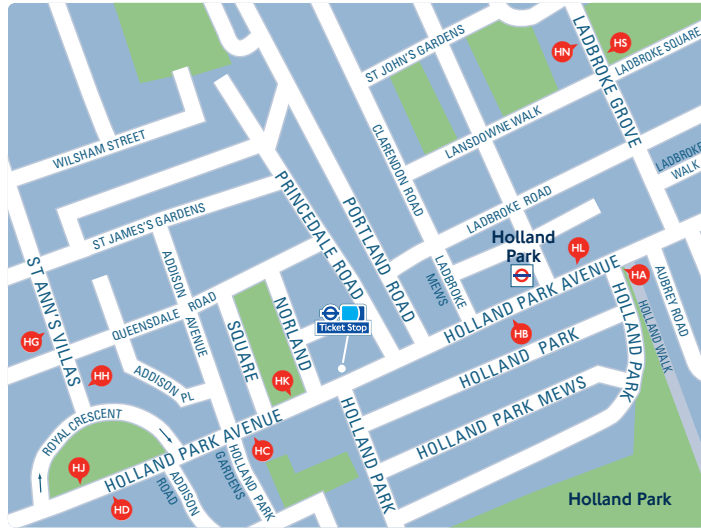 HN
HS
LADBROKE SQUARE
ST JOHN'S GARDENS
LADBROKE GROVE
LANSDOWNE WALK
CLARENDON ROAD
WILSHAM STREET
LADBROKE WALK
PRINCEDALE ROAD
PORTLAND ROAD
LADBROKE ROAD
ST JAMES'S GARDENS
Holland
Park
HL
HA
ADDISON AVENUE
LADBROKE MEWS
HOLLAND PARK AVENUE
AUBREY ROAD
HOLLAND WALK
ST ANN'S VILLAS
QUEENSDALE ROAD
NORLAND
SQUARE
Ticket Stop
HB
HG
HOLLAND PARK
HOLLAND PARK
HH
ADDISON PL
HK
ROYAL CRESCENT
HOLLAND PARK MEWS
HOLLAND PARK AVENUE
HOLLAND PARK
HC
HOLLAND PARK
GARDENS
HJ
ADDISON
ROAD
HD
Holland Park